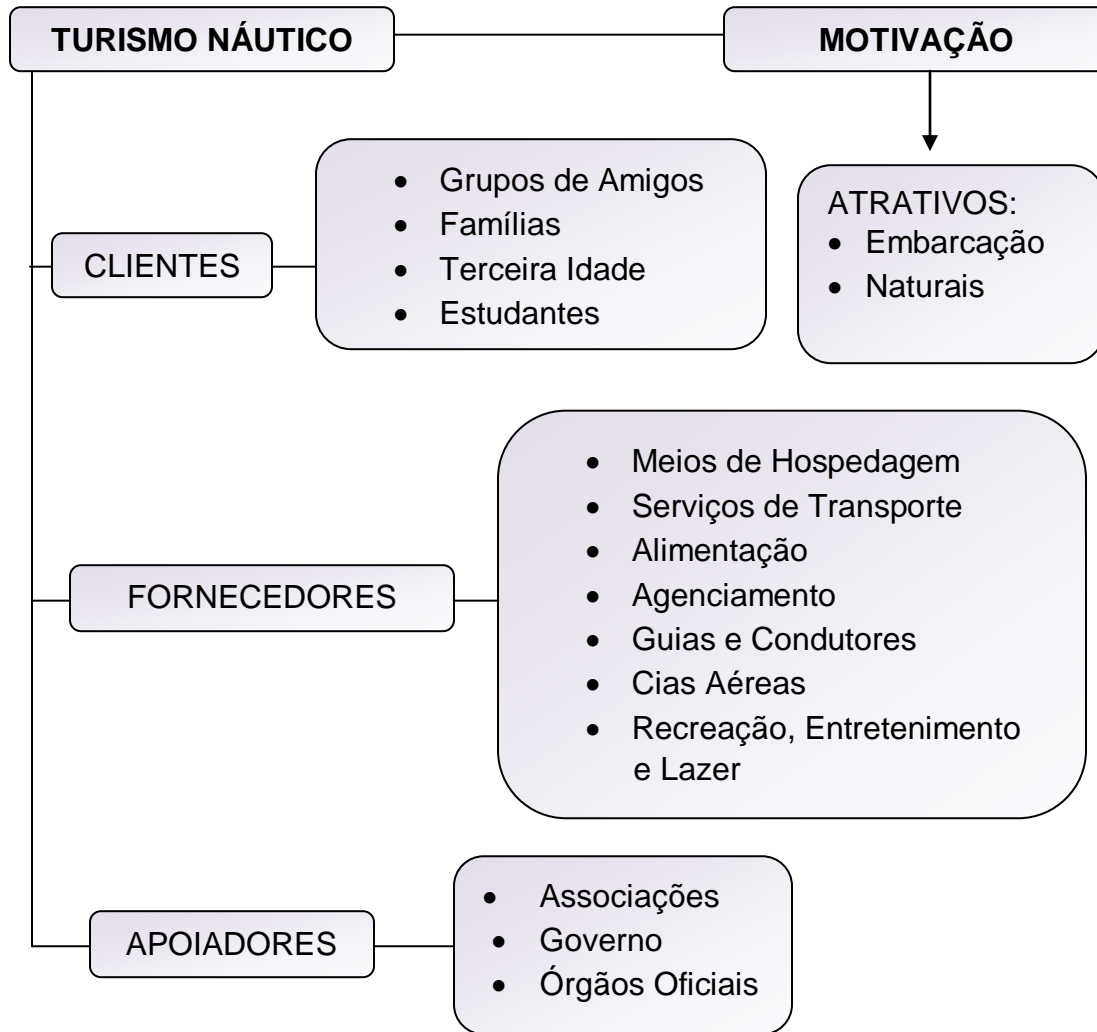 TURISMO NÁUTICO
MOTIVAÇÃO
• Grupos de Amigos
• Famílias
• Terceira Idade
• Estudantes
ATRATIVOS:
• Embarcação
• Naturais
CLIENTES
• Meios de Hospedagem
• Serviços de Transporte
• Alimentação
• Agenciamento
• Guias e Condutores
• Cias Aéreas
• Recreação, Entretenimento
e Lazer
FORNECEDORES
• Associações
• Governo
• Órgãos Oficiais
APOIADORES